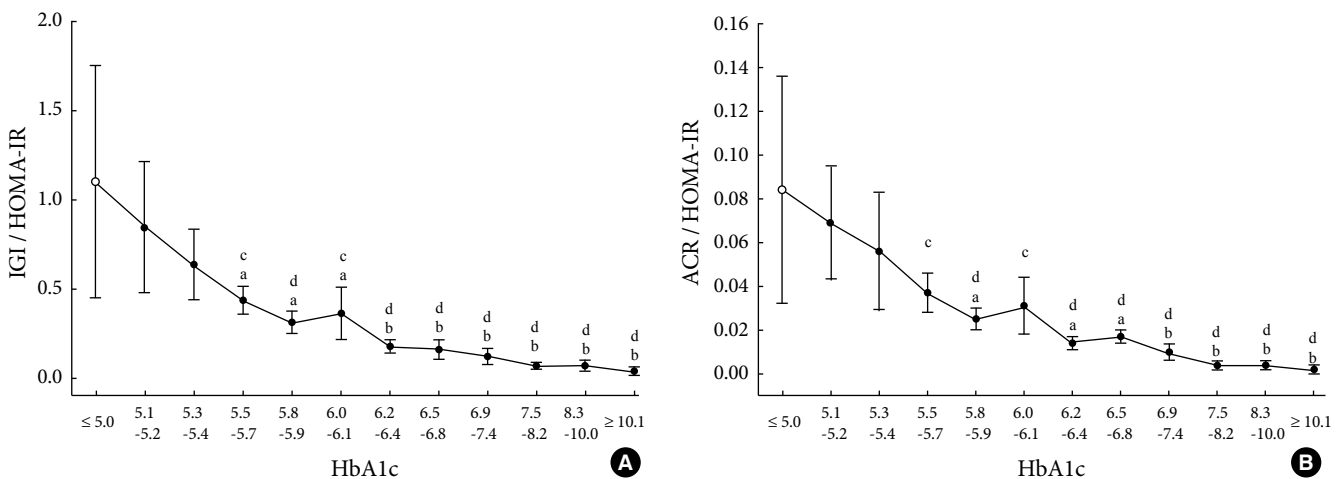 2.0
1.5
1.0
0.5
0.0
IGI / HOMA-IR
c
a
d
a
c
a
d
b
d
b
d
b
d
b
d
b
d
b
≤ 5.0
5.1
-5.2
5.3
-5.4
5.5
-5.7
5.8
-5.9
6.0
-6.1
6.2
-6.4
6.5
-6.8
6.9
-7.4
7.5
-8.2
8.3
-10.0
≥ 10.1
HbA1c
A
0.16
0.14
0.12
0.10
0.08
0.06
0.04
0.02
0.00
ACR / HOMA-IR
c
d
a
c
d
a
d
a
d
b
d
b
d
b
d
b
≤ 5.0
5.1
-5.2
5.3
-5.4
5.5
-5.7
5.8
-5.9
6.0
-6.1
6.2
-6.4
6.5
-6.8
6.9
-7.4
7.5
-8.2
8.3
-10.0
≥ 10.1
HbA1c
B